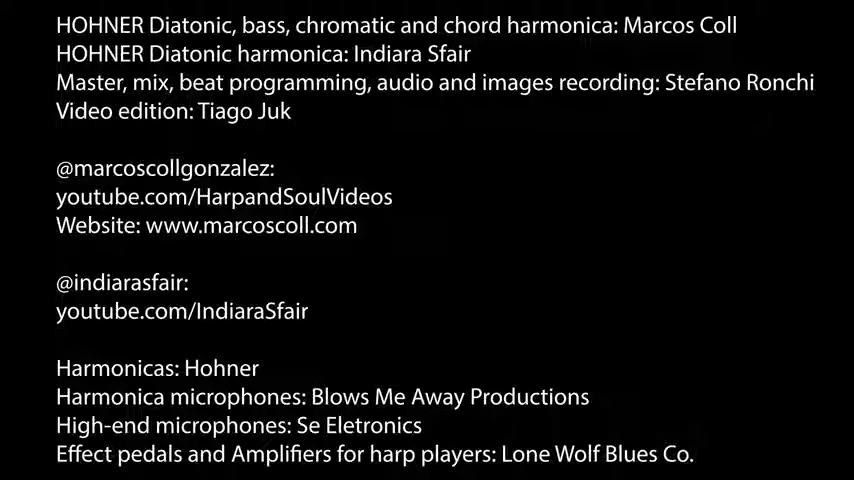 HOHNER Diatonic, bass, chromatic and chord harmonica: Marcos Coll
HOHNER Diatonic harmonica: Indiara Sfair
Master, mix, beat programming, audio and images recording: Stefano Ronchi
Video edition: Tiago Juk
@marcoscollgonzalez:
youtube.com/HarpandSoulVideos
Website: www.marcoscoll.com
@indiarasfair:
youtube.com/IndiaraSfair
Harmonicas: Hohner
Harmonica microphones: Blows Me Away Productions
High-end microphones: Se Eletronics
Effect pedals and Amplifiers for harp players: Lone Wolf Blues Co.